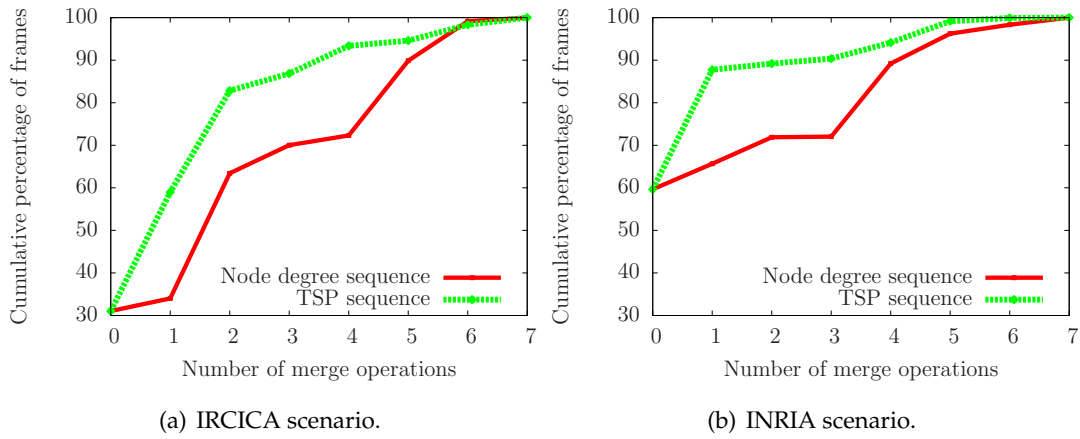 Cumulative percentage of frames
100
90
80
70
60
50
40
30
0 1 2 3 4 5 6 7
Number of merge operations
Node degree sequence
TSP sequence
(a) IRCICA scenario.
Cumulative percentage of frames
100
90
80
70
60
50
40
30
0 1 2 3 4 5 6 7
Number of merge operations
Node degree sequence
TSP sequence
(b) INRIA scenario.